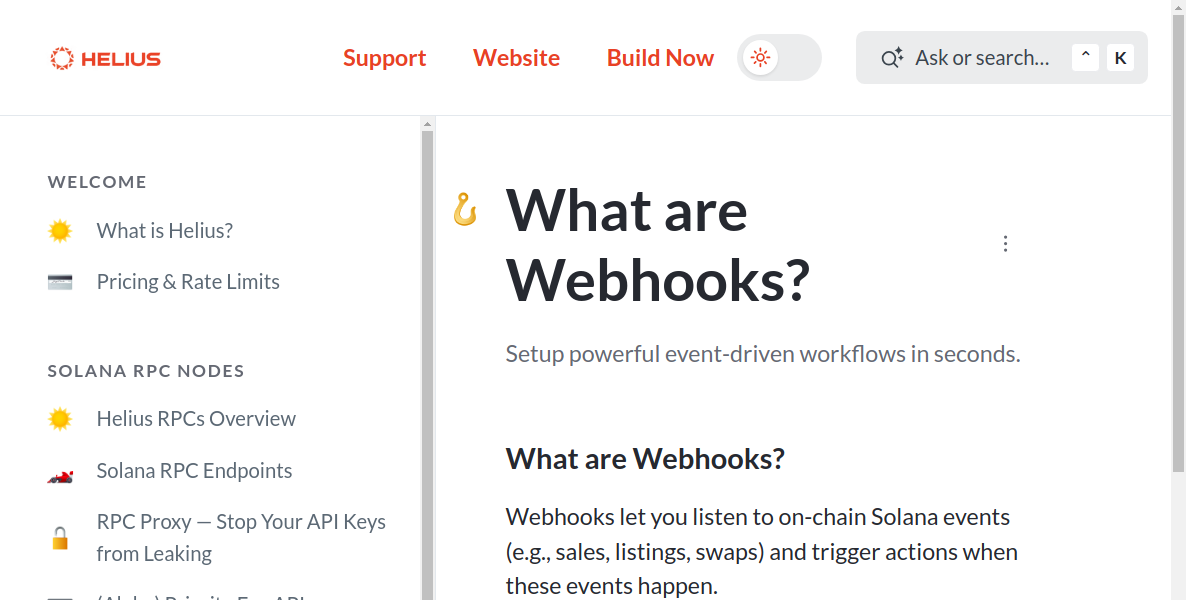 HELIUS
Support
Website
Build Now
Ask or search...
^
K
WELCOME
What is Helius?
Pricing & Rate Limits
SOLANA RPC NODES
Helius RPCs Overview
Solana RPC Endpoints
RPC Proxy — Stop Your API Keys
from Leaking
What are
Webhooks?
Setup powerful event-driven workflows in seconds.
What are Webhooks?
Webhooks let you listen to on-chain Solana events
(e.g., sales, listings, swaps) and trigger actions when
these events happen.